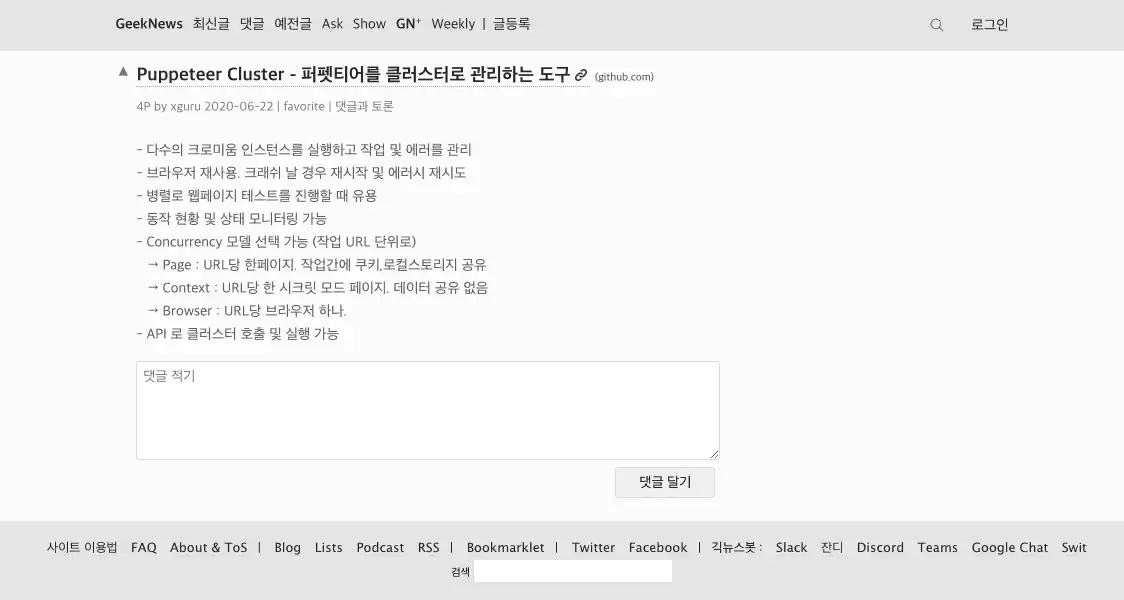 GeekNews 최신글 댓글 예전글 Ask Show GN+ Weekly | 글등록 로그인
▲ Puppeteer Cluster - 퍼펫티어를 클러스터로 관리하는 도구 (github.com)
4P by xguru 2020-06-22 | favorite | 댓글과 토론
- 다수의 크로미움 인스턴스를 실행하고 작업 및 에러를 관리
- 브라우저 재사용. 크래쉬 날 경우 재시작 및 에러시 재시도
- 병렬로 웹페이지 테스트를 진행할 때 유용
- 동작 현황 및 상태 모니터링 가능
- Concurrency 모델 선택 가능 (작업 URL 단위로)
→ Page : URL당 한페이지. 작업간에 쿠키,로컬스토리지 공유
→ Context : URL당 한 시크릿 모드 페이지. 데이터 공유 없음
→ Browser : URL당 브라우저 하나.
- API 로 클러스터 호출 및 실행 가능
댓글 적기
댓글 달기
사이트 이용법 FAQ About & ToS | Blog Lists Podcast RSS | Bookmarklet | Twitter Facebook | 긱뉴스봇 : Slack 잔디 Discord Teams Google Chat Swit
검색